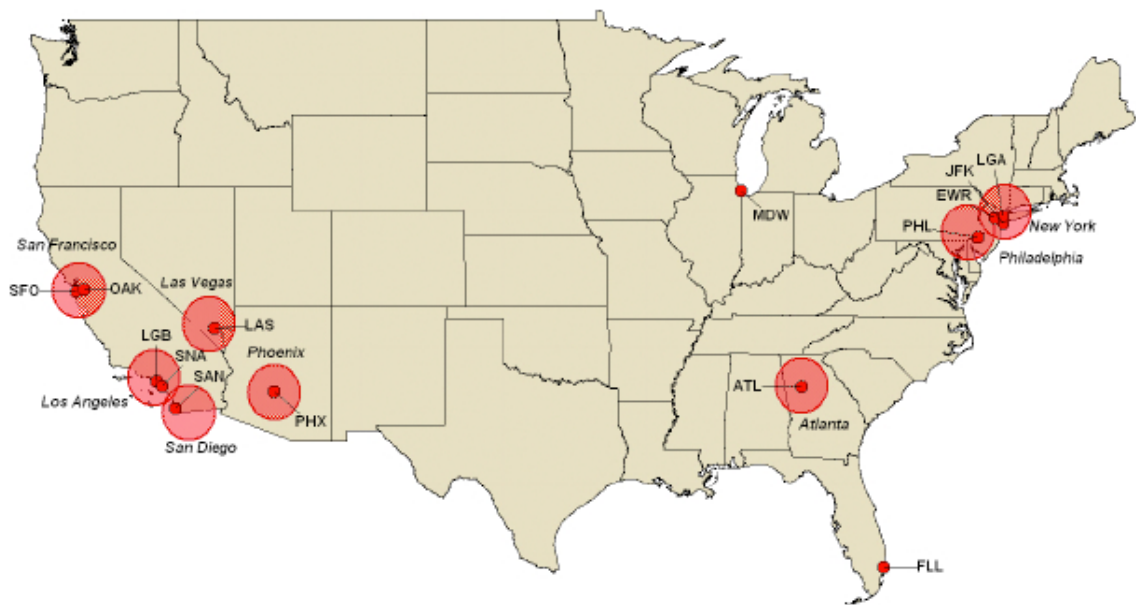 LGA
JFK
EWR
MDW
New York
PHL
Philadelphia
San Francisco
Las Vegas
SFO
OAK
LAS
LGB
SNA
Phoenix
SAN
ATL
Los Angeles
PHX
Atlanta
San Diego
FLL